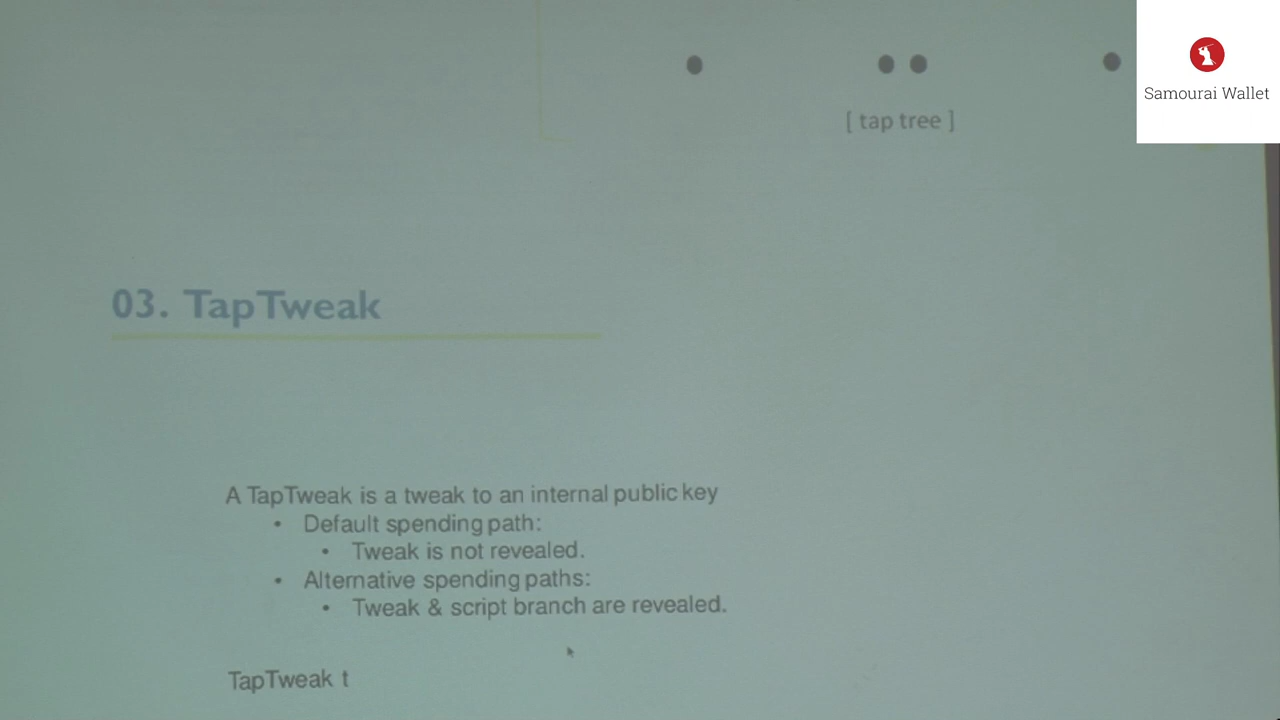 Samourai Wallet
[ tap tree ]
03. TapTweak
A TapTweak is a tweak to an internal public key
• Default spending path:
• Tweak is not revealed.
• Alternative spending paths:
• Tweak & script branch are revealed.
TapTweak t